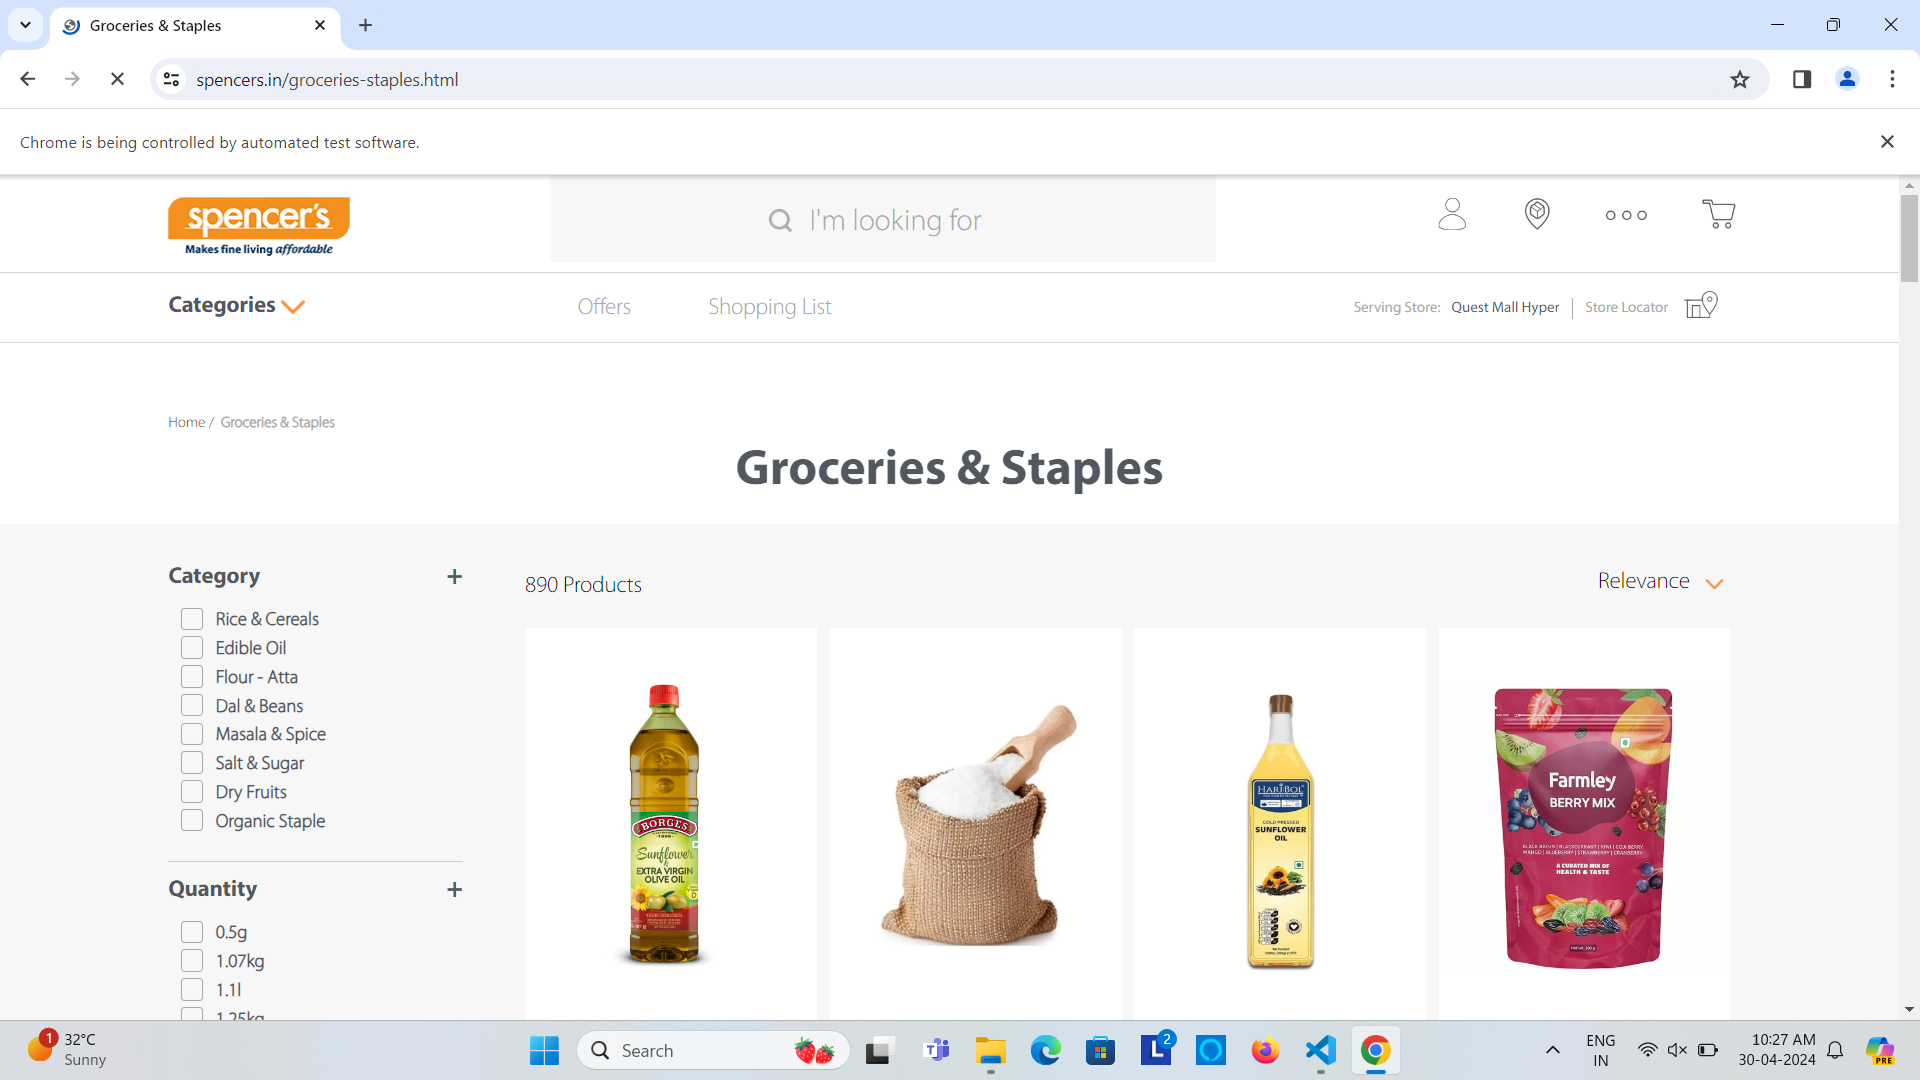 Groceries & Staples
spencers.in/groceries-staples.html
Chrome is being controlled by automated test software.
spencer's
Makes fine living affordable
I'm looking for
Categories
Offers
Shopping List
Serving Store: Quest Mall Hyper
Store Locator
Home / Groceries & Staples
Groceries & Staples
Category +
890 Products
Relevance
Rice & Cereals
Edible Oil
Flour - Atta
Dal & Beans
Masala & Spice
Salt & Sugar
Dry Fruits
Organic Staple
Quantity +
0.5g
1.07kg
1.1l
1.25kg
BORGES
Sunflower
EXTRA VIRGIN
OLIVE OIL
HARIBOL
COLD PRESSED
SUNFLOWER
OIL
Farmley
BERRY MIX
A CURATED MIX OF
HEALTH & TASTE
1
32°C
Sunny
Search
2
ENG
IN
10:27 AM
30-04-2024
PRE